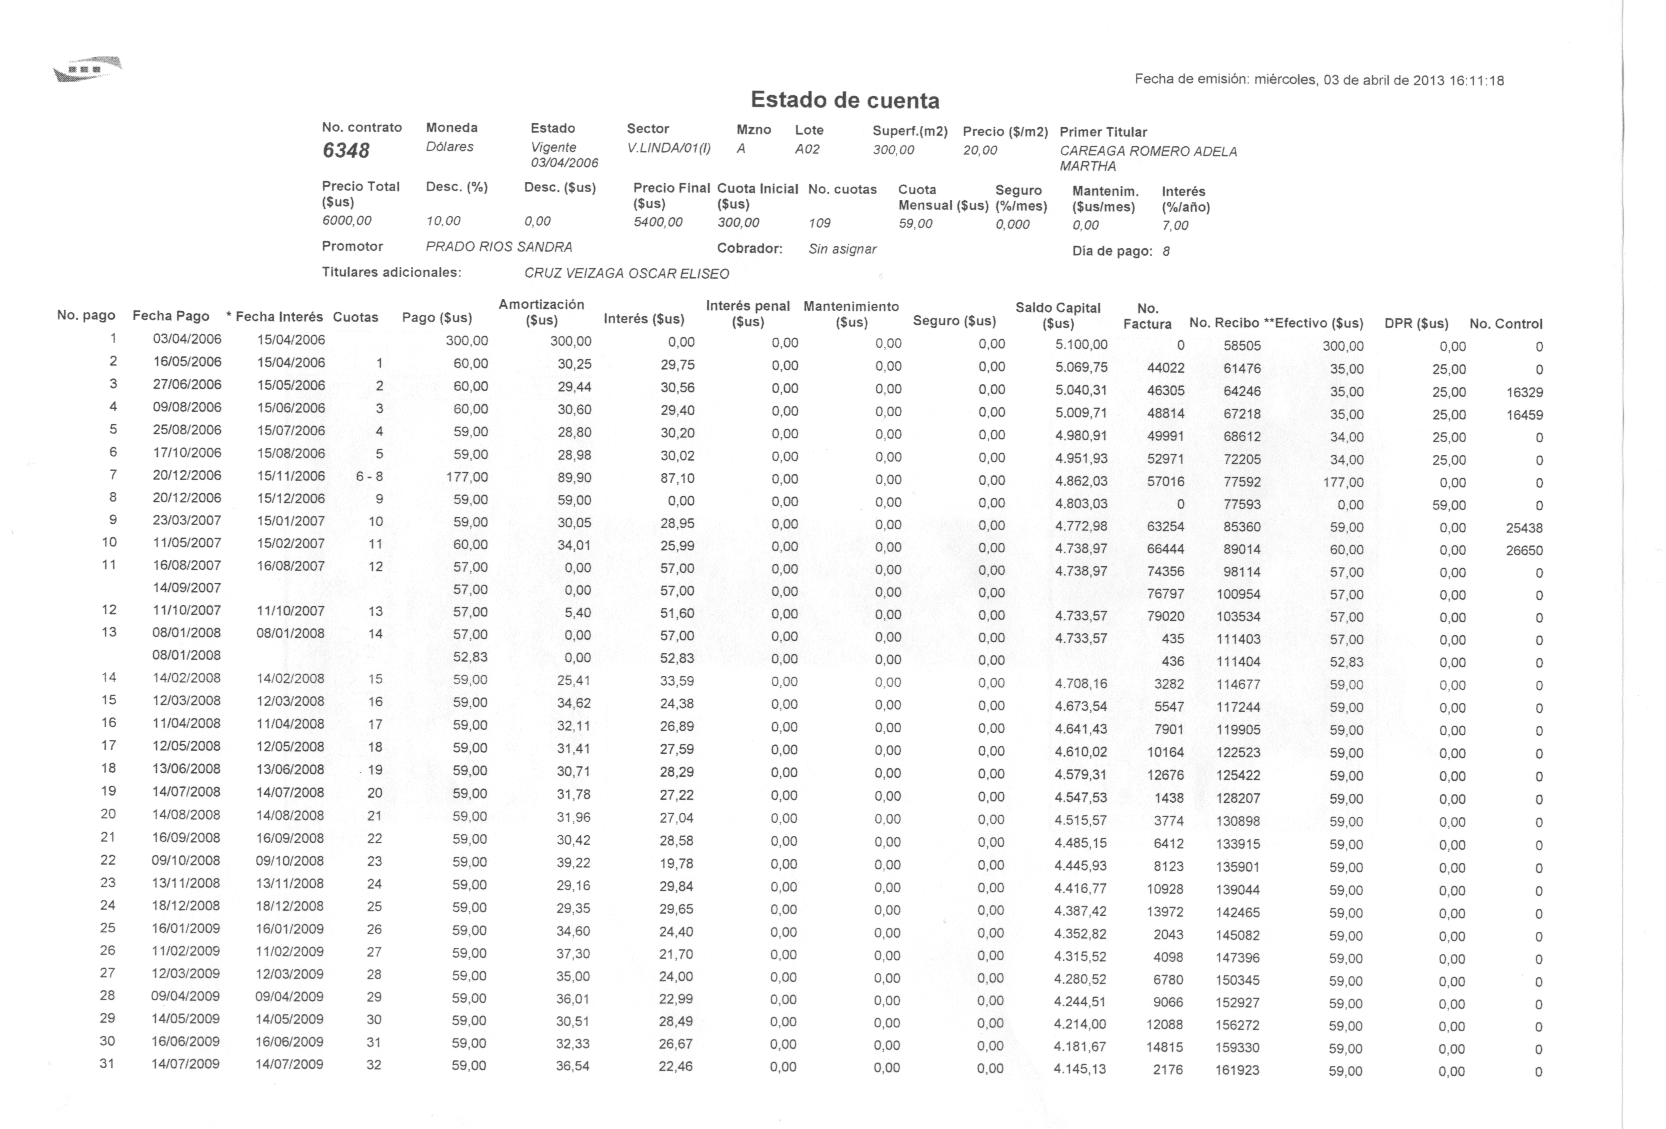 Fecha de emisión: miércoles, 03 de abril de 2013 16:11:18
Estado de cuenta
No. contrato Moneda Estado Sector Mzno Lote Superf.(m2) Precio ($/m2) Primer Titular
6348 Dólares Vigente V.LINDA/01(I) A A02 300,00 20,00 CAREAGA ROMERO ADELA
03/04/2006 MARTHA
Precio Total Desc. (%) Desc. ($us) Precio Final Cuota Inicial No. cuotas Cuota Seguro Mantenim. Interés
($us) ($us) ($us) Mensual ($us) (%/mes) ($us/mes) (%/año)
6000,00 10,00 0,00 5400,00 300,00 109 59,00 0,000 0,00 7,00
Promotor PRADO RIOS SANDRA Cobrador: Sin asignar Día de pago: 8
Titulares adicionales: CRUZ VEIZAGA OSCAR ELISEO
Amortización Interés penal Mantenimiento Saldo Capital No.
No. pago Fecha Pago * Fecha Interés Cuotas Pago ($us) ($us) Interés ($us) ($us) ($us) Seguro ($us) ($us) Factura No. Recibo **Efectivo ($us) DPR ($us) No. Control
1 03/04/2006 15/04/2006 300,00 300,00 0,00 0,00 0,00 0,00 5.100,00 0 58505 300,00 0,00 0
2 16/05/2006 15/04/2006 1 60,00 30,25 29,75 0,00 0,00 0,00 5.069,75 44022 61476 35,00 25,00 0
3 27/06/2006 15/05/2006 2 60,00 29,44 30,56 0,00 0,00 0,00 5.040,31 46305 64246 35,00 25,00 16329
4 09/08/2006 15/06/2006 3 60,00 30,60 29,40 0,00 0,00 0,00 5.009,71 48814 67218 35,00 25,00 16459
5 25/08/2006 15/07/2006 4 59,00 28,80 30,20 0,00 0,00 0,00 4.980,91 49991 68612 34,00 25,00 0
6 17/10/2006 15/08/2006 5 59,00 28,98 30,02 0,00 0,00 0,00 4.951,93 52971 72205 34,00 25,00 0
7 20/12/2006 15/11/2006 6 - 8 177,00 89,90 87,10 0,00 0,00 0,00 4.862,03 57016 77592 177,00 0,00 0
8 20/12/2006 15/12/2006 9 59,00 59,00 0,00 0,00 0,00 0,00 4.803,03 0 77593 0,00 59,00 0
9 23/03/2007 15/01/2007 10 59,00 30,05 28,95 0,00 0,00 0,00 4.772,98 63254 85360 59,00 0,00 25438
10 11/05/2007 15/02/2007 11 60,00 34,01 25,99 0,00 0,00 0,00 4.738,97 66444 89014 60,00 0,00 26650
11 16/08/2007 16/08/2007 12 57,00 0,00 57,00 0,00 0,00 0,00 4.738,97 74356 98114 57,00 0,00 0
14/09/2007 57,00 0,00 57,00 0,00 0,00 0,00 76797 100954 57,00 0,00 0
12 11/10/2007 11/10/2007 13 57,00 5,40 51,60 0,00 0,00 0,00 4.733,57 79020 103534 57,00 0,00 0
13 08/01/2008 08/01/2008 14 57,00 0,00 57,00 0,00 0,00 0,00 4.733,57 435 111403 57,00 0,00 0
08/01/2008 52,83 0,00 52,83 0,00 0,00 0,00 436 111404 52,83 0,00 0
14 14/02/2008 14/02/2008 15 59,00 25,41 33,59 0,00 0,00 0,00 4.708,16 3282 114677 59,00 0,00 0
15 12/03/2008 12/03/2008 16 59,00 34,62 24,38 0,00 0,00 0,00 4.673,54 5547 117244 59,00 0,00 0
16 11/04/2008 11/04/2008 17 59,00 32,11 26,89 0,00 0,00 0,00 4.641,43 7901 119905 59,00 0,00 0
17 12/05/2008 12/05/2008 18 59,00 31,41 27,59 0,00 0,00 0,00 4.610,02 10164 122523 59,00 0,00 0
18 13/06/2008 13/06/2008 19 59,00 30,71 28,29 0,00 0,00 0,00 4.579,31 12676 125422 59,00 0,00 0
19 14/07/2008 14/07/2008 20 59,00 31,78 27,22 0,00 0,00 0,00 4.547,53 1438 128207 59,00 0,00 0
20 14/08/2008 14/08/2008 21 59,00 31,96 27,04 0,00 0,00 0,00 4.515,57 3774 130898 59,00 0,00 0
21 16/09/2008 16/09/2008 22 59,00 30,42 28,58 0,00 0,00 0,00 4.485,15 6412 133915 59,00 0,00 0
22 09/10/2008 09/10/2008 23 59,00 39,22 19,78 0,00 0,00 0,00 4.445,93 8123 135901 59,00 0,00 0
23 13/11/2008 13/11/2008 24 59,00 29,16 29,84 0,00 0,00 0,00 4.416,77 10928 139044 59,00 0,00 0
24 18/12/2008 18/12/2008 25 59,00 29,35 29,65 0,00 0,00 0,00 4.387,42 13972 142465 59,00 0,00 0
25 16/01/2009 16/01/2009 26 59,00 34,60 24,40 0,00 0,00 0,00 4.352,82 2043 145082 59,00 0,00 0
26 11/02/2009 11/02/2009 27 59,00 37,30 21,70 0,00 0,00 0,00 4.315,52 4098 147396 59,00 0,00 0
27 12/03/2009 12/03/2009 28 59,00 35,00 24,00 0,00 0,00 0,00 4.280,52 6780 150345 59,00 0,00 0
28 09/04/2009 09/04/2009 29 59,00 36,01 22,99 0,00 0,00 0,00 4.244,51 9066 152927 59,00 0,00 0
29 14/05/2009 14/05/2009 30 59,00 30,51 28,49 0,00 0,00 0,00 4.214,00 12088 156272 59,00 0,00 0
30 16/06/2009 16/06/2009 31 59,00 32,33 26,67 0,00 0,00 0,00 4.181,67 14815 159330 59,00 0,00 0
31 14/07/2009 14/07/2009 32 59,00 36,54 22,46 0,00 0,00 0,00 4.145,13 2176 161923 59,00 0,00 0